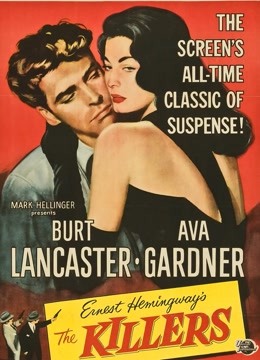 THE
SCREEN'S
ALL-TIME
CLASSIC OF
SUSPENSE!
MARK HELLINGER
presents
BURT AVA
LANCASTER · GARDNER
Ernest Hemingway's
The KILLERS